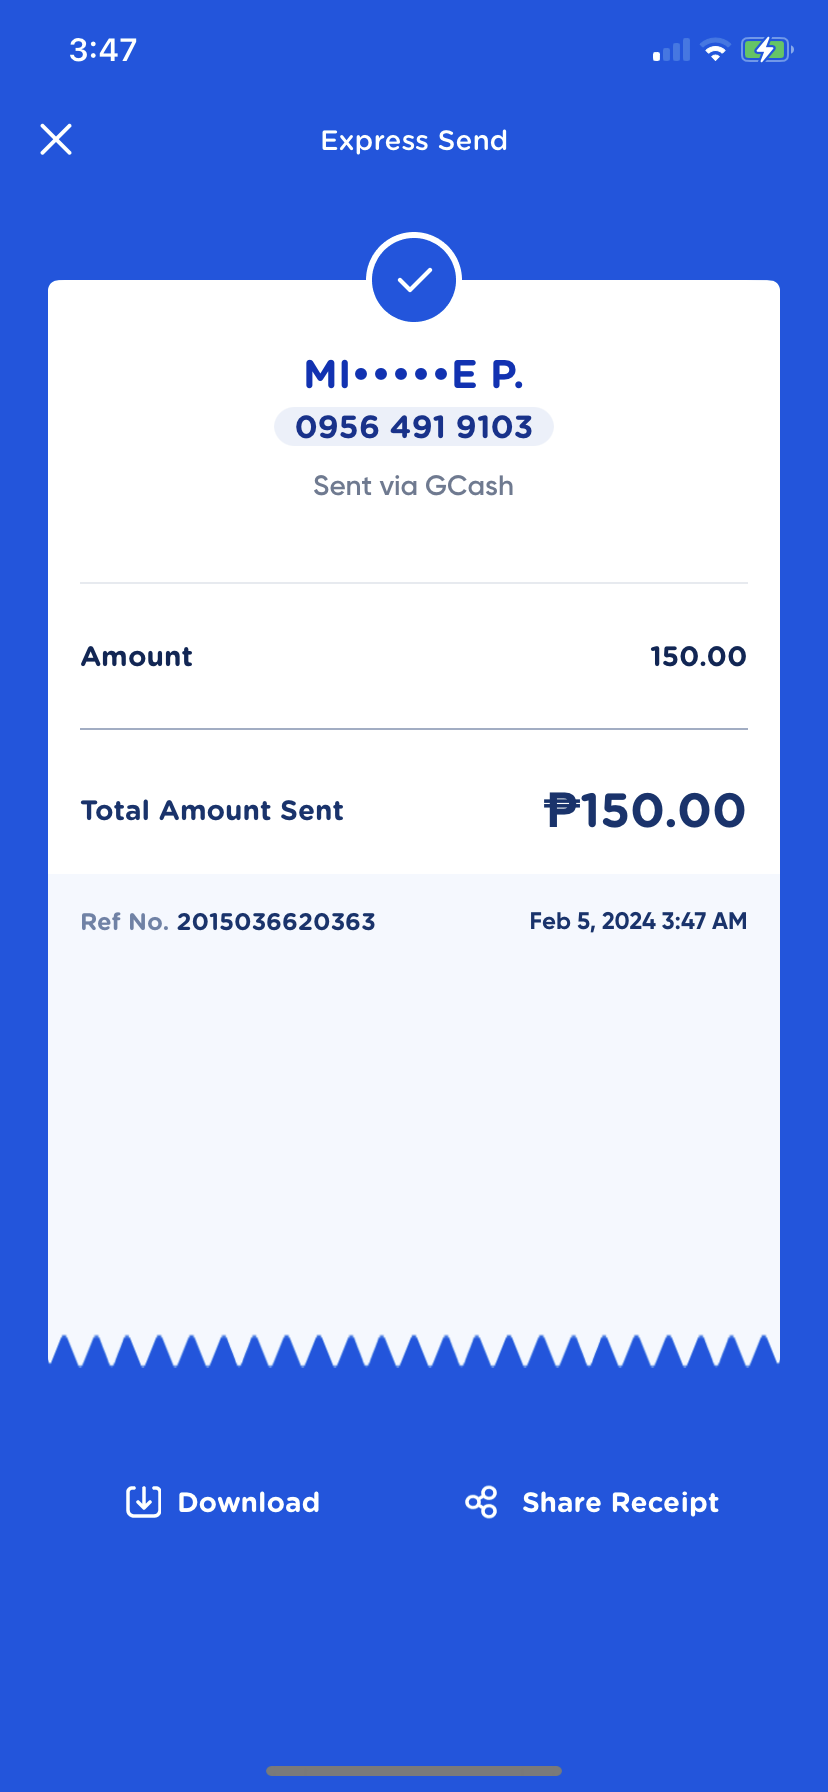 3:47
Express Send
MI•••••E P.
0956 491 9103
Sent via GCash
Amount 150.00
Total Amount Sent ₱150.00
Ref No. 2015036620363 Feb 5, 2024 3:47 AM
Download Share Receipt